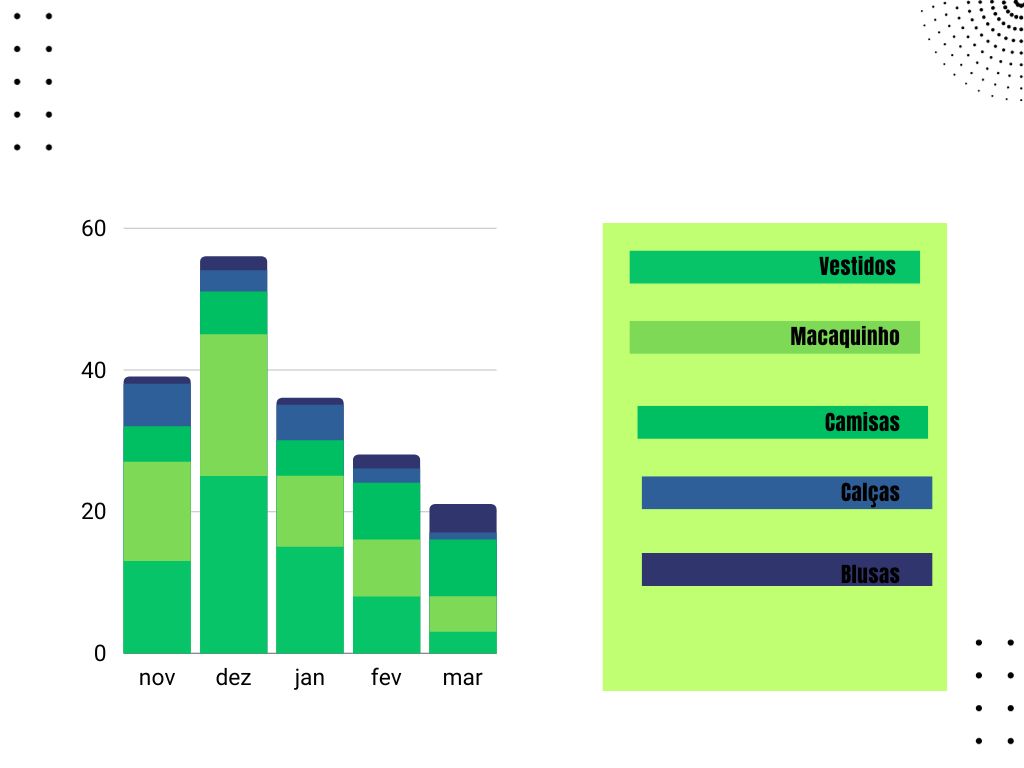 60
40
20
0
nov dez jan fev mar
Vestidos
Macaquinho
Camisas
Calças
Blusas